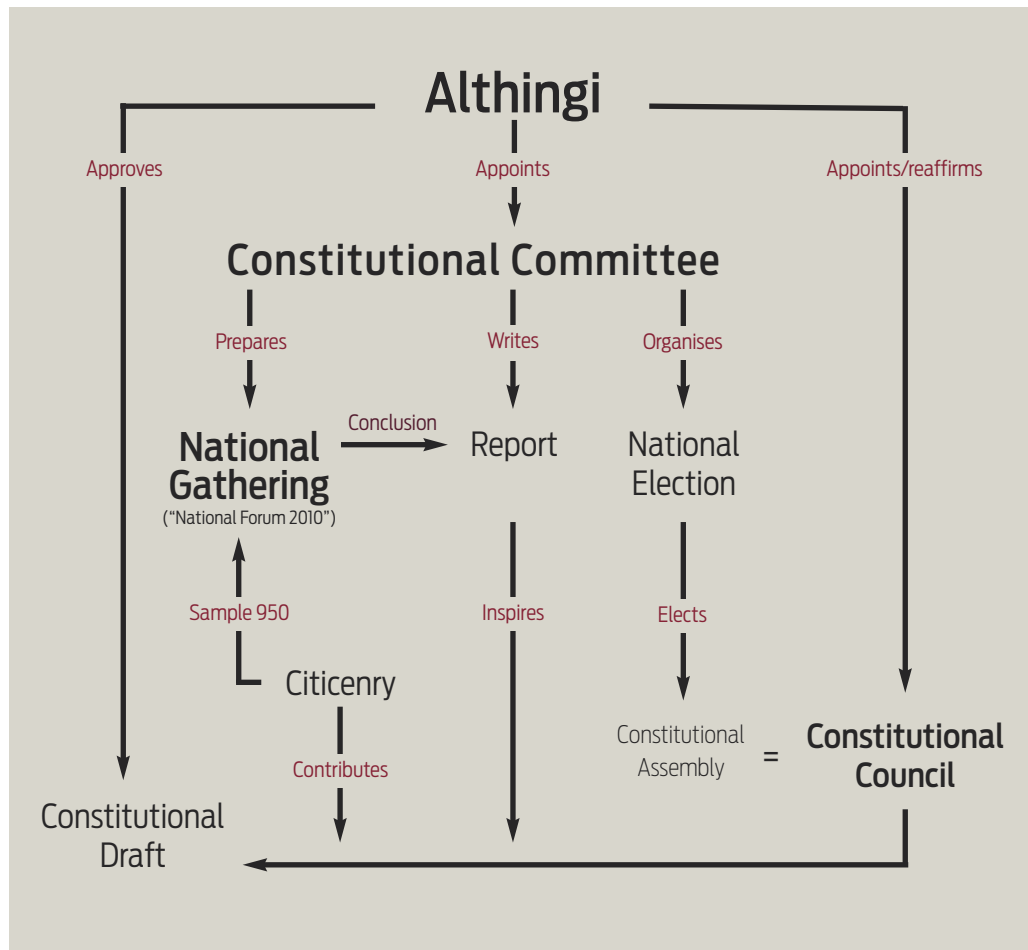 Althingi
Approves
Appoints
Appoints/reaffirms
Constitutional Committee
Prepares
Writes
Organises
Conclusion
National
Gathering
("National Forum 2010")
Report
National
Election
Sample 950
Inspires
Elects
Citicenry
Contributes
Constitutional
Assembly
=
Constitutional
Council
Constitutional
Draft